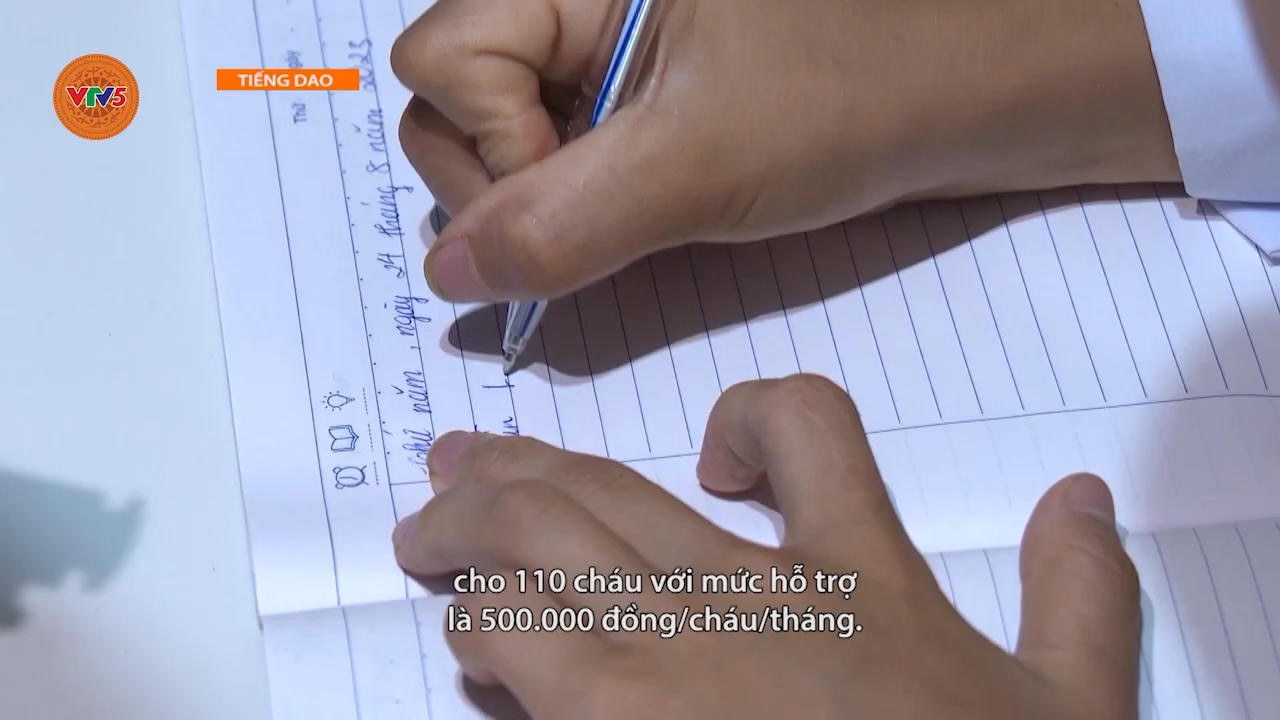 VTV5
TIẾNG DAO
Thứ ngày
năm, ngày 24 tháng 8 năm 2023
cho 110 cháu với mức hỗ trợ
là 500.000 đồng/cháu/tháng.